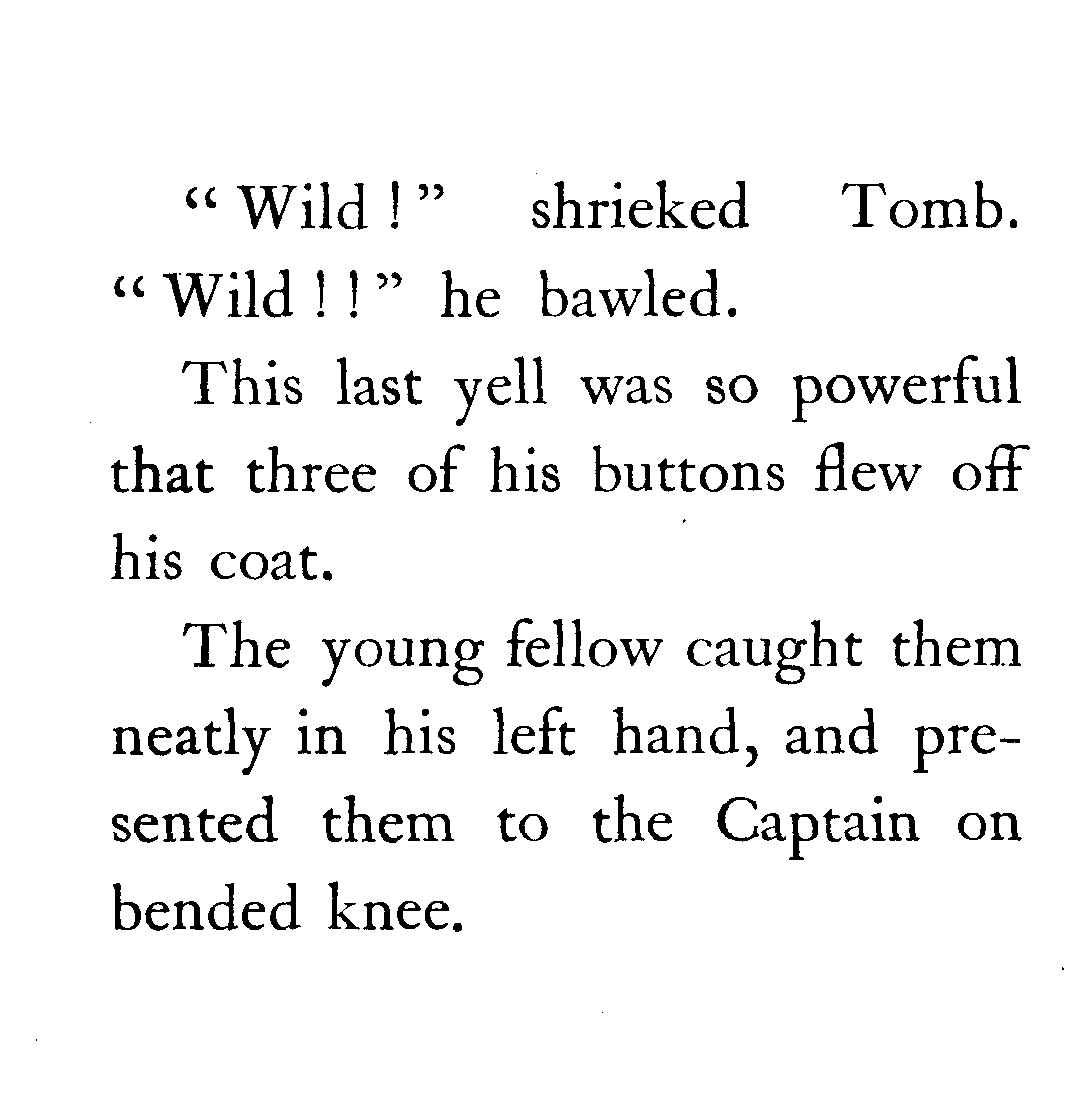 “ Wild ! ” shrieked Tomb.
“ Wild ! ! ” he bawled.
This last yell was so powerful
that three of his buttons flew off
his coat.
The young fellow caught them
neatly in his left hand, and pre-
sented them to the Captain on
bended knee.